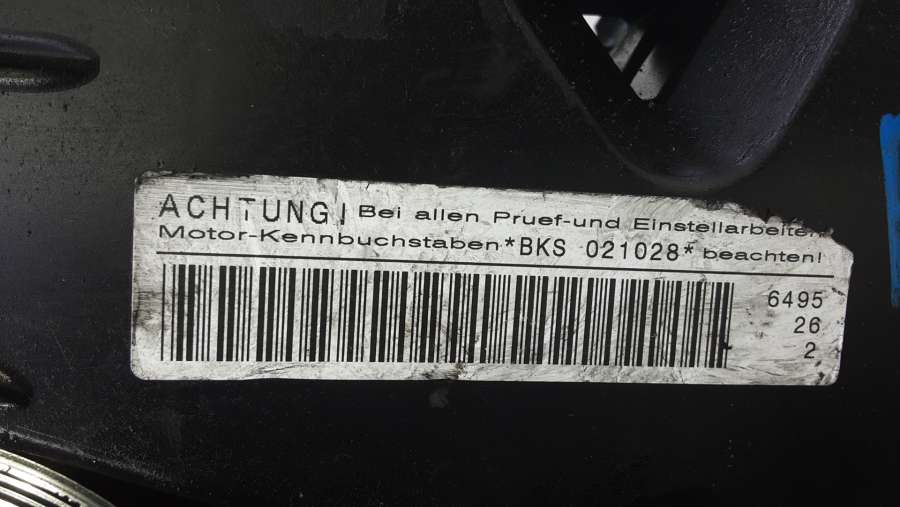 ACHTUNG! Bei allen Pruef-und Einstellarbeiten
Motor-Kennbuchstaben *BKS 021028* beachten!
6495
26
2